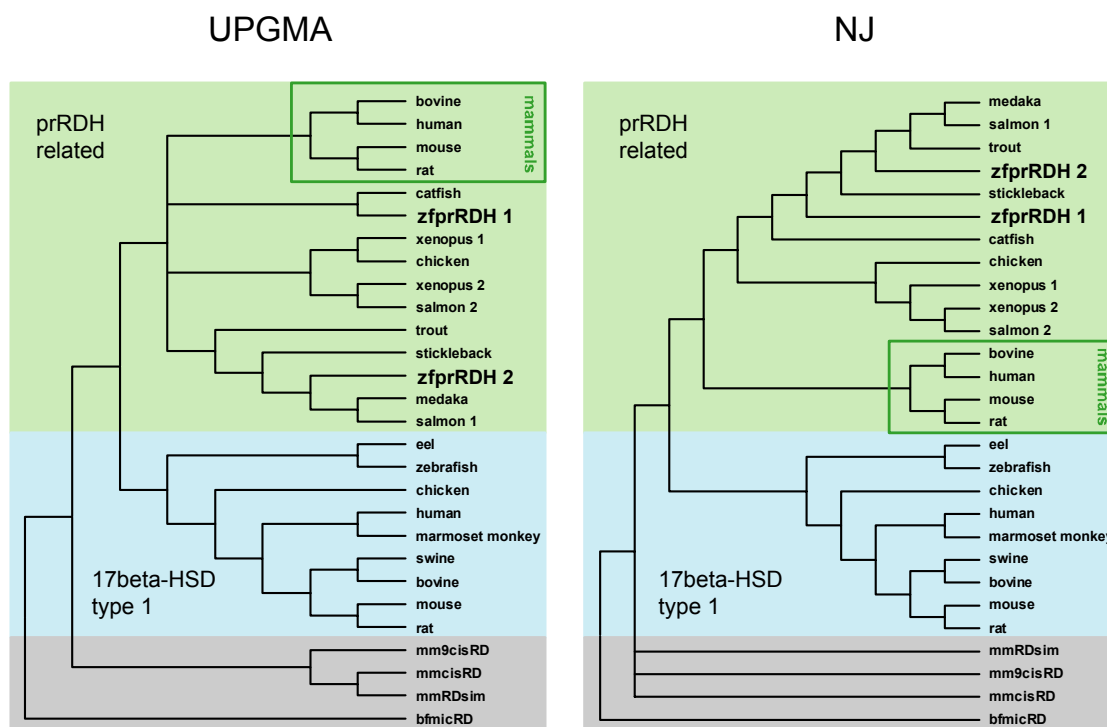 UPGMA
prRDH
related
mammals
bovine
human
mouse
rat
catfish
zfprRDH 1
xenopus 1
chicken
xenopus 2
salmon 2
trout
stickleback
zfprRDH 2
medaka
salmon 1
17beta-HSD
type 1
eel
zebrafish
chicken
human
marmoset monkey
swine
bovine
mouse
rat
mm9cisRD
mmcisRD
mmRDsim
bfmicRD
NJ
prRDH
related
medaka
salmon 1
trout
zfprRDH 2
stickleback
zfprRDH 1
catfish
chicken
xenopus 1
xenopus 2
salmon 2
bovine
human
mouse
rat
mammals
17beta-HSD
type 1
eel
zebrafish
chicken
human
marmoset monkey
swine
bovine
mouse
rat
mmRDsim
mm9cisRD
mmcisRD
bfmicRD